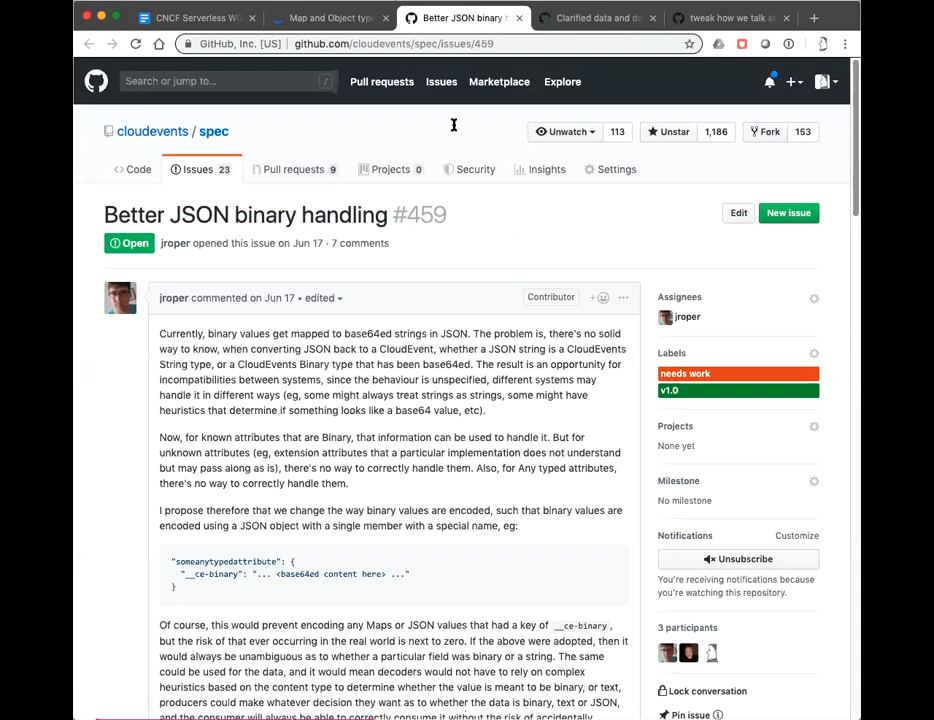 CNCF Serverless WG
Map and Object type
Better JSON binary h
Clarified data and da
tweak how we talk a
GitHub, Inc. [US] | github.com/cloudevents/spec/issues/459
Search or jump to...
/
Pull requests
Issues
Marketplace
Explore
cloudevents / spec
Unwatch
113
Unstar
1,186
Fork
153
Code
Issues 23
Pull requests 9
Projects 0
Security
Insights
Settings
Better JSON binary handling #459
Edit
New issue
Open
jroper opened this issue on Jun 17 · 7 comments
jroper commented on Jun 17 • edited
Contributor
Currently, binary values get mapped to base64ed strings in JSON. The problem is, there's no solid
way to know, when converting JSON back to a CloudEvent, whether a JSON string is a CloudEvents
String type, or a CloudEvents Binary type that has been base64ed. The result is an opportunity for
incompatibilities between systems, since the behaviour is unspecified, different systems may
handle it in different ways (eg, some might always treat strings as strings, some might have
heuristics that determine if something looks like a base64 value, etc).
Now, for known attributes that are Binary, that information can be used to handle it. But for
unknown attributes (eg, extension attributes that a particular implementation does not understand
but may pass along as is), there's no way to correctly handle them. Also, for Any typed attributes,
there's no way to correctly handle them.
I propose therefore that we change the way binary values are encoded, such that binary values are
encoded using a JSON object with a single member with a special name, eg:
"someanytypedattribute": {
"__ce-binary": "... <base64ed content here> ..."
}
Of course, this would prevent encoding any Maps or JSON values that had a key of __ce-binary,
but the risk of that ever occurring in the real world is next to zero. If the above were adopted, then it
would always be unambiguous as to whether a particular field was binary or a string. The same
could be used for the data, and it would mean decoders would not have to rely on complex
heuristics based on the content type to determine whether the value is meant to be binary, or text,
producers could make whatever decision they want as to whether the data is binary, text or JSON,
and the consumer will always be able to correctly consume it without the risk of accidentally
Assignees
jroper
Labels
needs work
v1.0
Projects
None yet
Milestone
No milestone
Notifications
Customize
Unsubscribe
You're receiving notifications because
you're watching this repository.
3 participants
Lock conversation
Pin issue